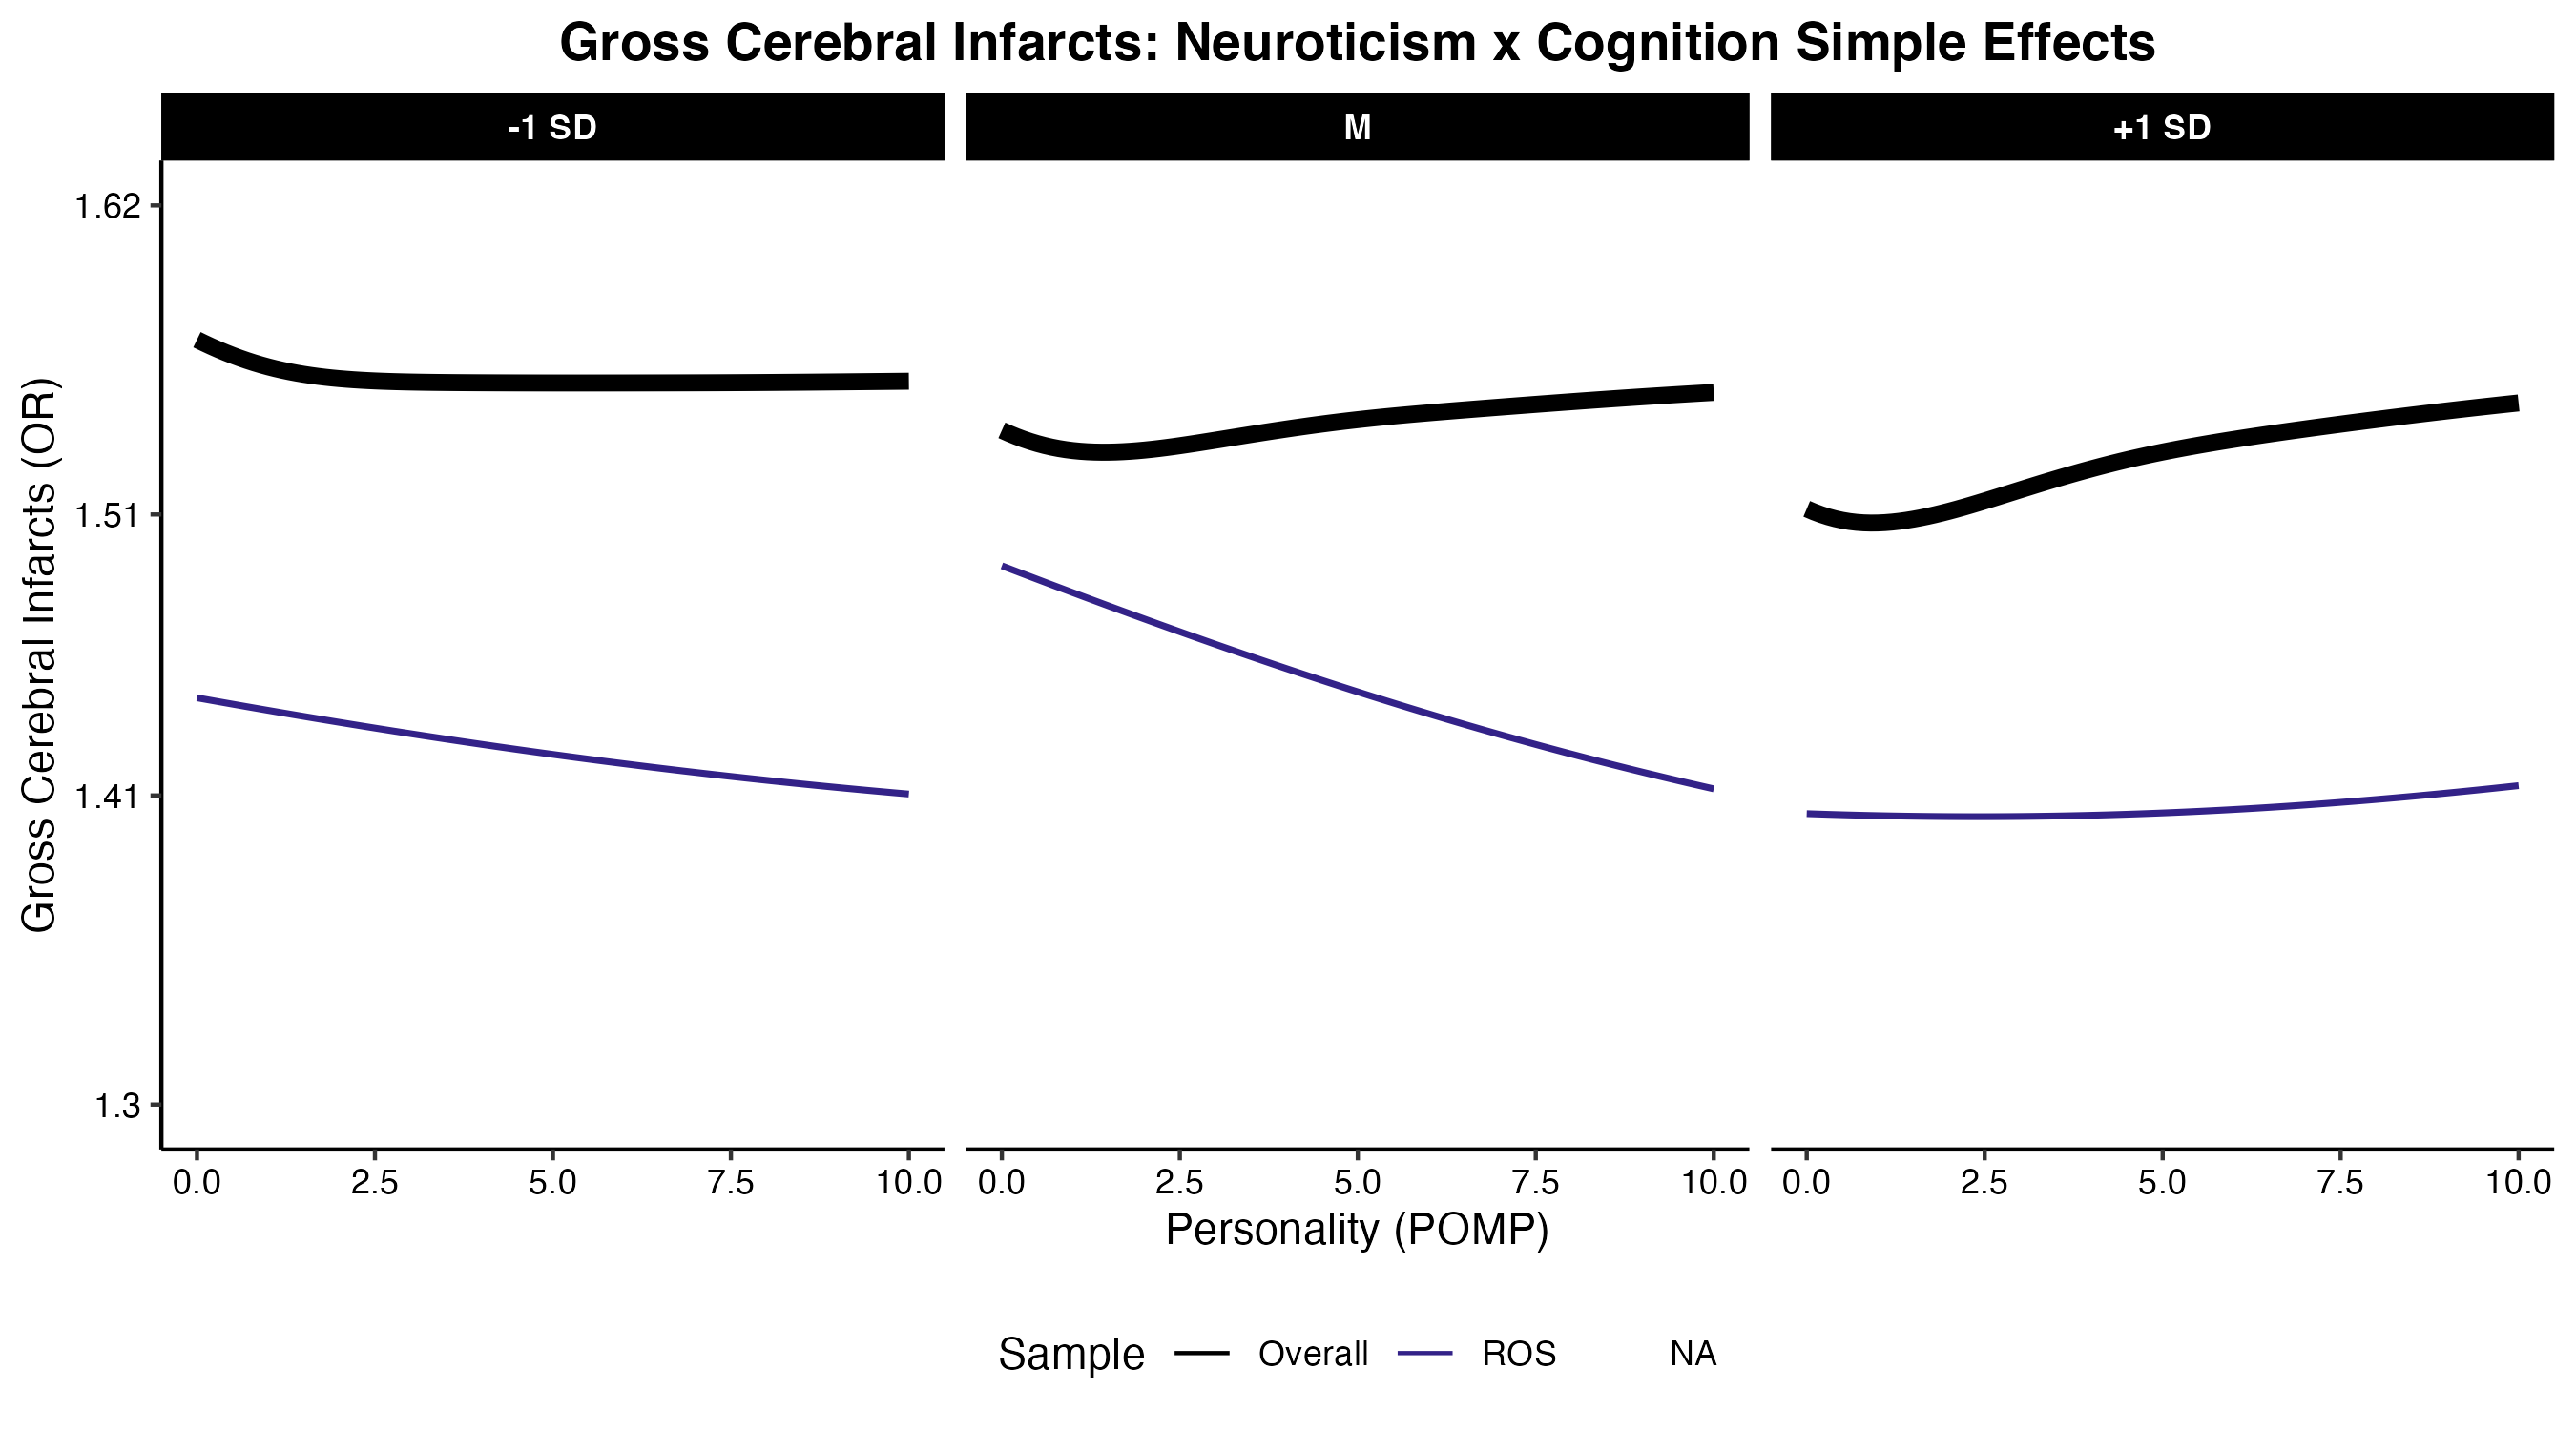 Gross Cerebral Infarcts: Neuroticism x Cognition Simple Effects
-1 SD M +1 SD
Gross Cerebral Infarcts (OR)
1.62
1.51
1.41
1.3
0.0 2.5 5.0 7.5 10.0 0.0 2.5 5.0 7.5 10.0 0.0 2.5 5.0 7.5 10.0
Personality (POMP)
Sample Overall ROS NA